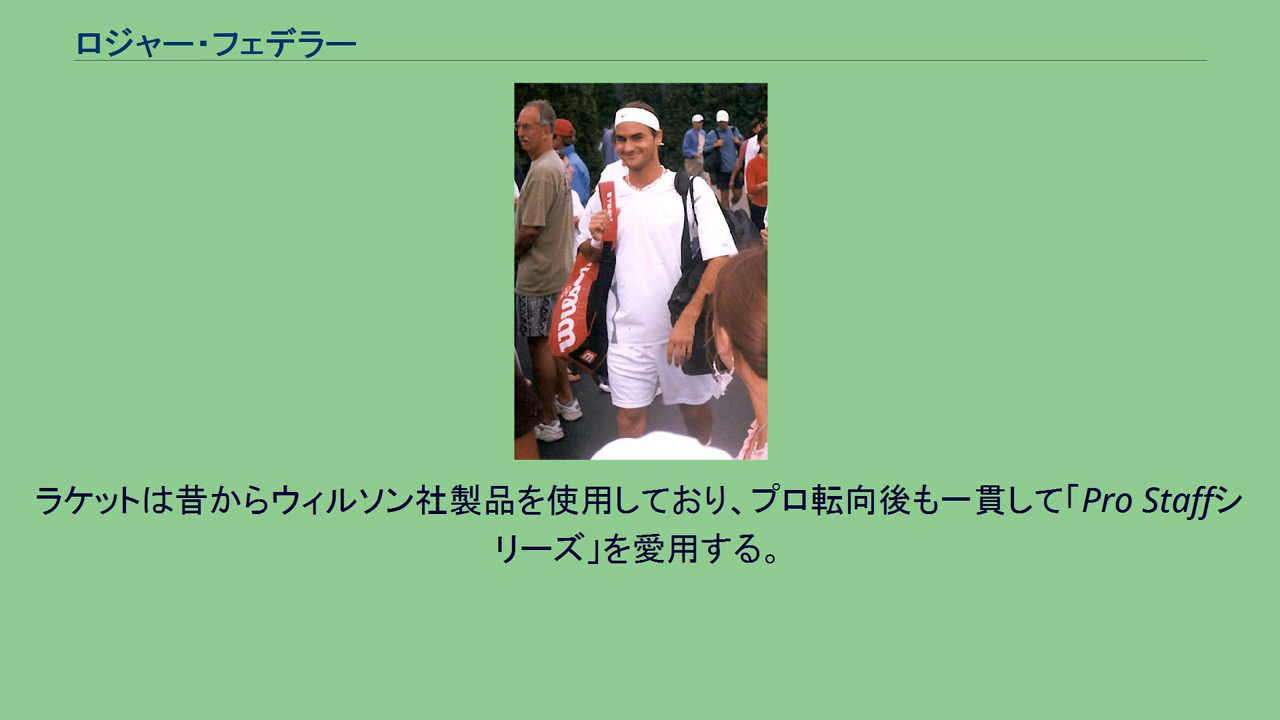 ロジャー・フェデラー
Wilson
ラケットは昔からウィルソン社製品を使用しており、プロ転向後も一貫して「Pro Staffシ
リーズ」を愛用する。